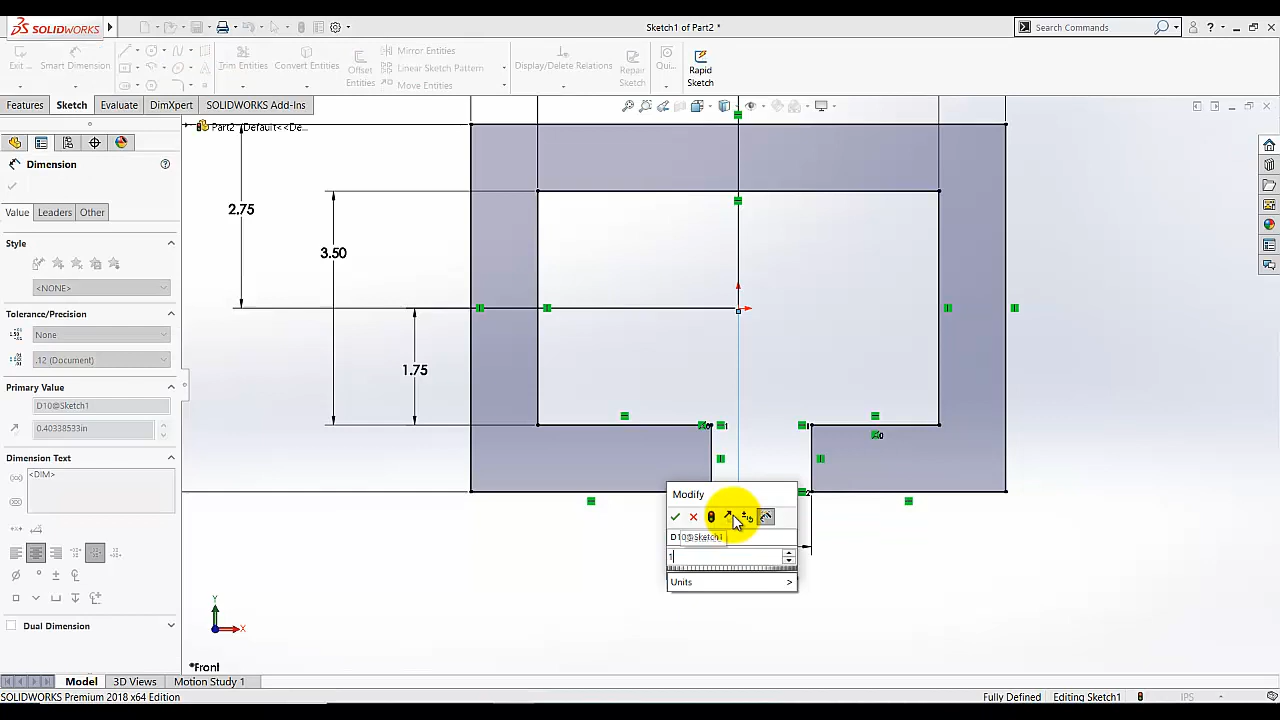 SOLIDWORKS
Sketch1 of Part2 *
Search Commands
?
Exit ...
Smart Dimension
Trim Entities
Convert Entities
Offset Entities
Mirror Entities
Linear Sketch Pattern
Move Entities
Display/Delete Relations
Repair Sketch
Qui...
Rapid Sketch
Features
Sketch
Evaluate
DimXpert
SOLIDWORKS Add-Ins
Part2 (Default<<De...
Dimension
Value
Leaders
Other
Style
<NONE>
Tolerance/Precision
None
.12 (Document)
Primary Value
D10@Sketch1
0.40338533in
Dimension Text
<DIM>
Dual Dimension
2.75
3.50
1.75
Modify
D10@Sketch1
1
Units >
Y
X
*Front
Model
3D Views
Motion Study 1
SOLIDWORKS Premium 2018 x64 Edition
Fully Defined
Editing Sketch1
IPS